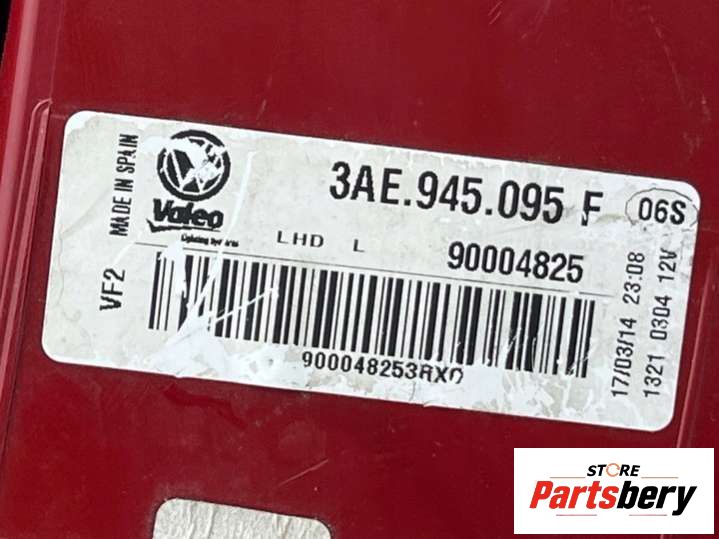 MADE IN SPAIN
VF2
Valeo
3AE.945.095 F
06S
LHD L
90004825
900048253RXO
17/03/14 23:08
1321 0304 12V
STORE
Partsbery